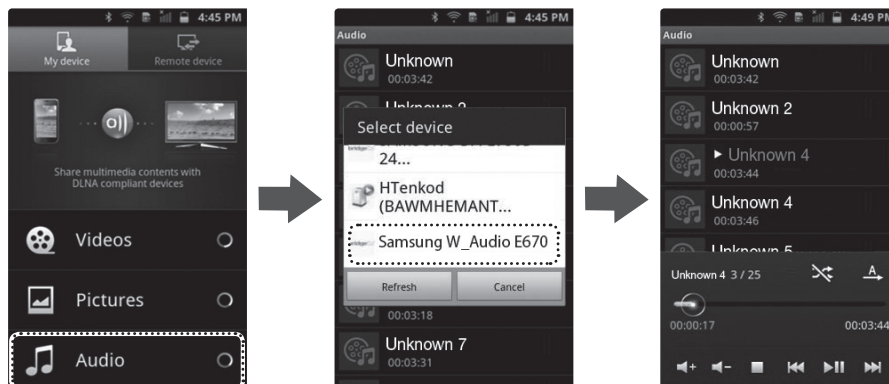 4:45 PM
My device
Remote device
Share multimedia contents with
DLNA compliant devices
Videos
Pictures
Audio
4:45 PM
Audio
Unknown
00:03:42
Select device
24...
HTenkod
(BAWMHEMANT...
Samsung W_Audio E670
Refresh
Cancel
00:03:18
Unknown 7
00:03:31
4:49 PM
Audio
Unknown
00:03:42
Unknown 2
00:00:57
Unknown 4
00:03:44
Unknown 4
00:03:46
Unknown 5
Unknown 4 3 / 25
A
00:00:17
00:03:44